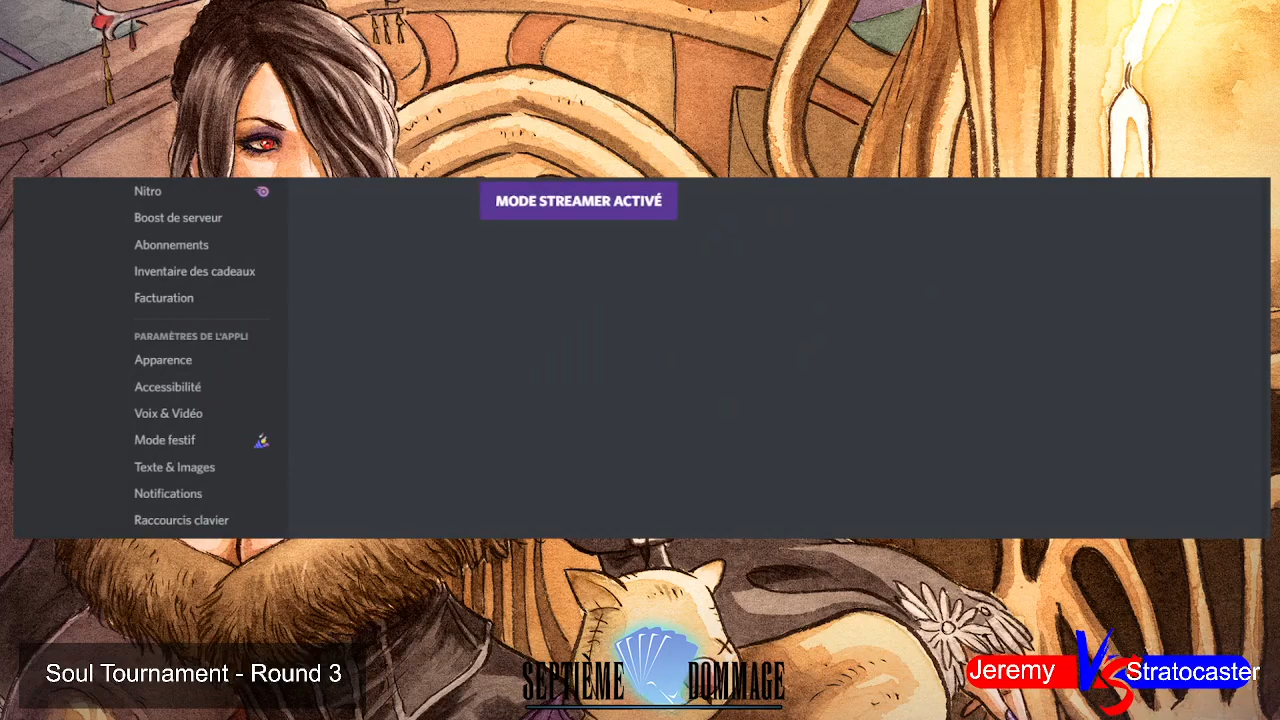 Nitro
MODE STREAMER ACTIVÉ
Boost de serveur
Abonnements
Inventaire des cadeaux
Facturation
PARAMÈTRES DE L'APPLI
Apparence
Accessibilité
Voix & Vidéo
Mode festif
Texte & Images
Notifications
Raccourcis clavier
Soul Tournament - Round 3
SEPTIÈME DOMMAGE
Jeremy VS Stratocaster